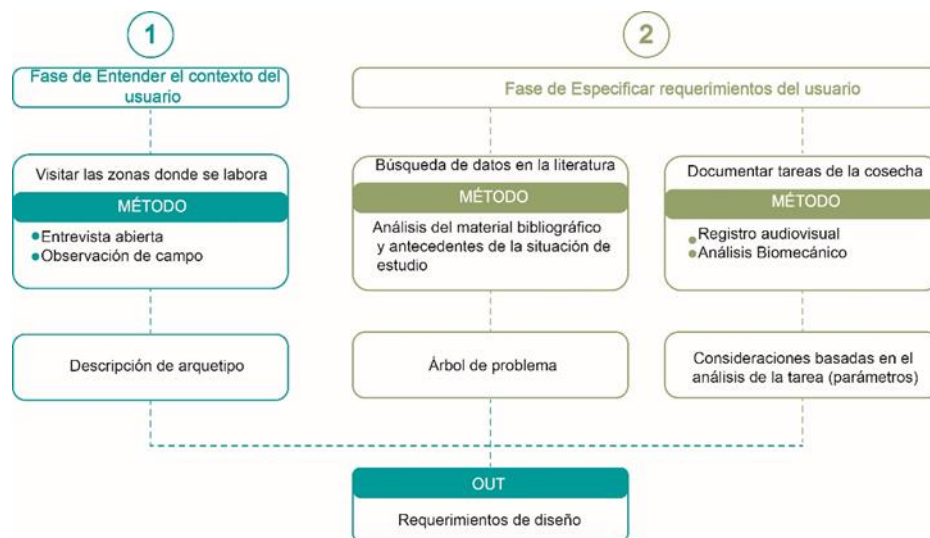 1
Fase de Entender el contexto del
usuario
Visitar las zonas donde se labora
MÉTODO
Entrevista abierta
Observación de campo
Descripción de arquetipo
2
Fase de Especificar requerimientos del usuario
Búsqueda de datos en la literatura
MÉTODO
Análisis del material bibliográfico
y antecedentes de la situación de
estudio
Árbol de problema
Documentar tareas de la cosecha
MÉTODO
Registro audiovisual
Análisis Biomecánico
Consideraciones basadas en el
análisis de la tarea (parámetros)
OUT
Requerimientos de diseño